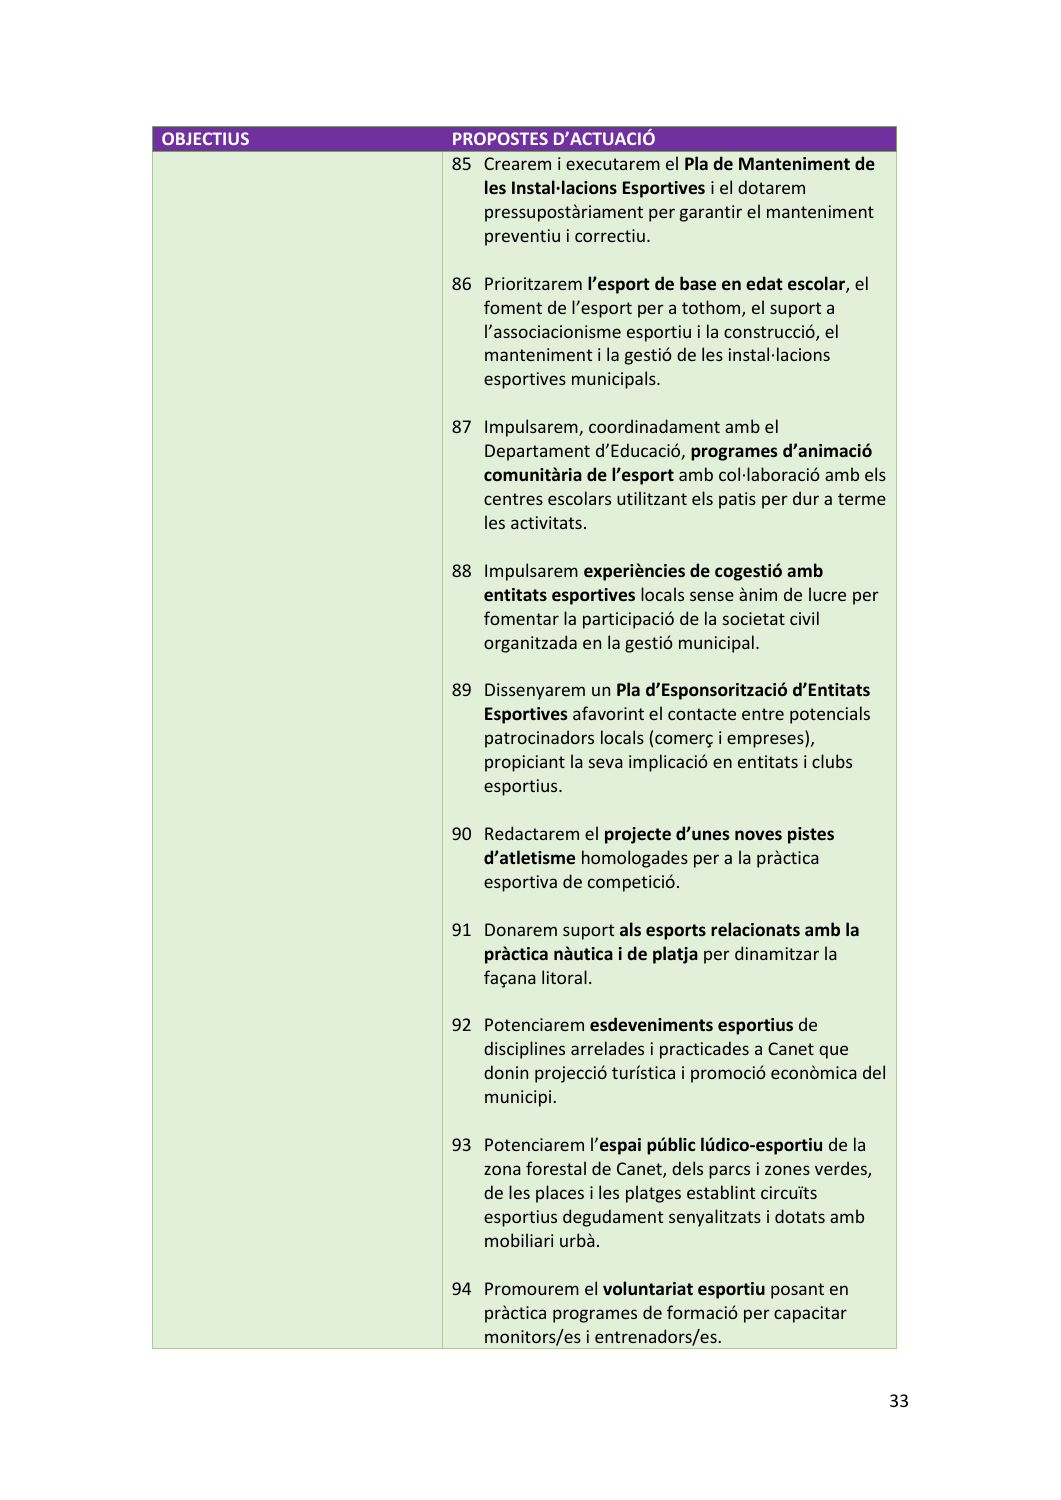 OBJECTIUS PROPOSTES D’ACTUACIÓ
85 Crearem i executarem el Pla de Manteniment de
les Instal·lacions Esportives i el dotarem
pressupostàriament per garantir el manteniment
preventiu i correctiu.
86 Prioritzarem l’esport de base en edat escolar, el
foment de l’esport per a tothom, el suport a
l’associacionisme esportiu i la construcció, el
manteniment i la gestió de les instal·lacions
esportives municipals.
87 Impulsarem, coordinadament amb el
Departament d’Educació, programes d’animació
comunitària de l’esport amb col·laboració amb els
centres escolars utilitzant els patis per dur a terme
les activitats.
88 Impulsarem experiències de cogestió amb
entitats esportives locals sense ànim de lucre per
fomentar la participació de la societat civil
organitzada en la gestió municipal.
89 Dissenyarem un Pla d’Esponsorització d’Entitats
Esportives afavorint el contacte entre potencials
patrocinadors locals (comerç i empreses),
propiciant la seva implicació en entitats i clubs
esportius.
90 Redactarem el projecte d’unes noves pistes
d’atletisme homologades per a la pràctica
esportiva de competició.
91 Donarem suport als esports relacionats amb la
pràctica nàutica i de platja per dinamitzar la
façana litoral.
92 Potenciarem esdeveniments esportius de
disciplines arrelades i practicades a Canet que
donin projecció turística i promoció econòmica del
municipi.
93 Potenciarem l’espai públic lúdico-esportiu de la
zona forestal de Canet, dels parcs i zones verdes,
de les places i les platges establint circuïts
esportius degudament senyalitzats i dotats amb
mobiliari urbà.
94 Promourem el voluntariat esportiu posant en
pràctica programes de formació per capacitar
monitors/es i entrenadors/es.
33